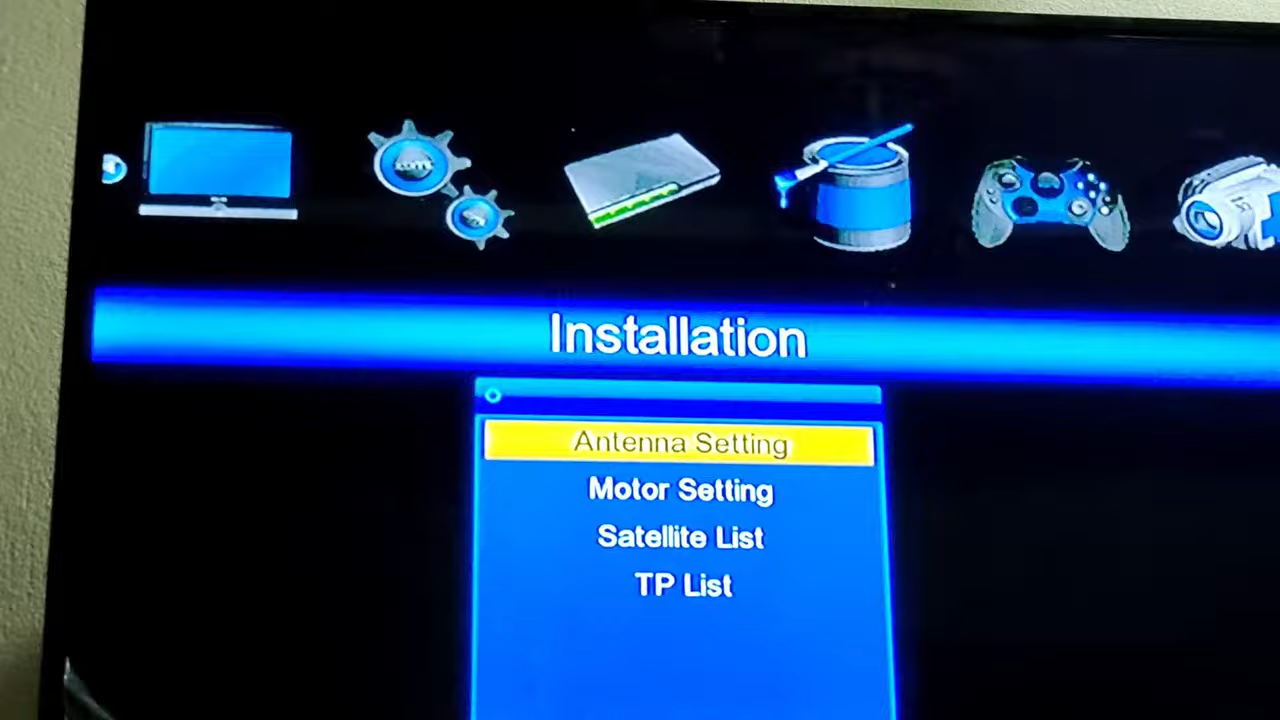 Installation
Antenna Setting
Motor Setting
Satellite List
TP List